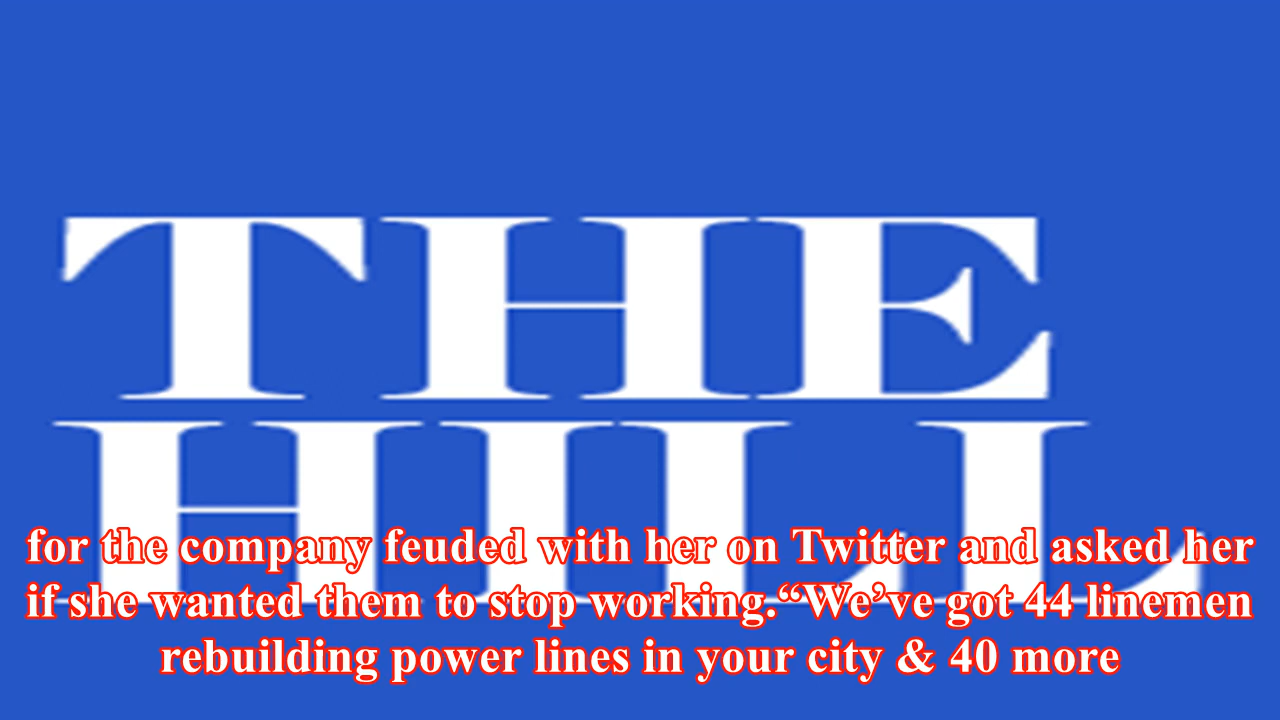 THE
HILL
for the company feuded with her on Twitter and asked her
if she wanted them to stop working.“We’ve got 44 linemen
rebuilding power lines in your city & 40 more